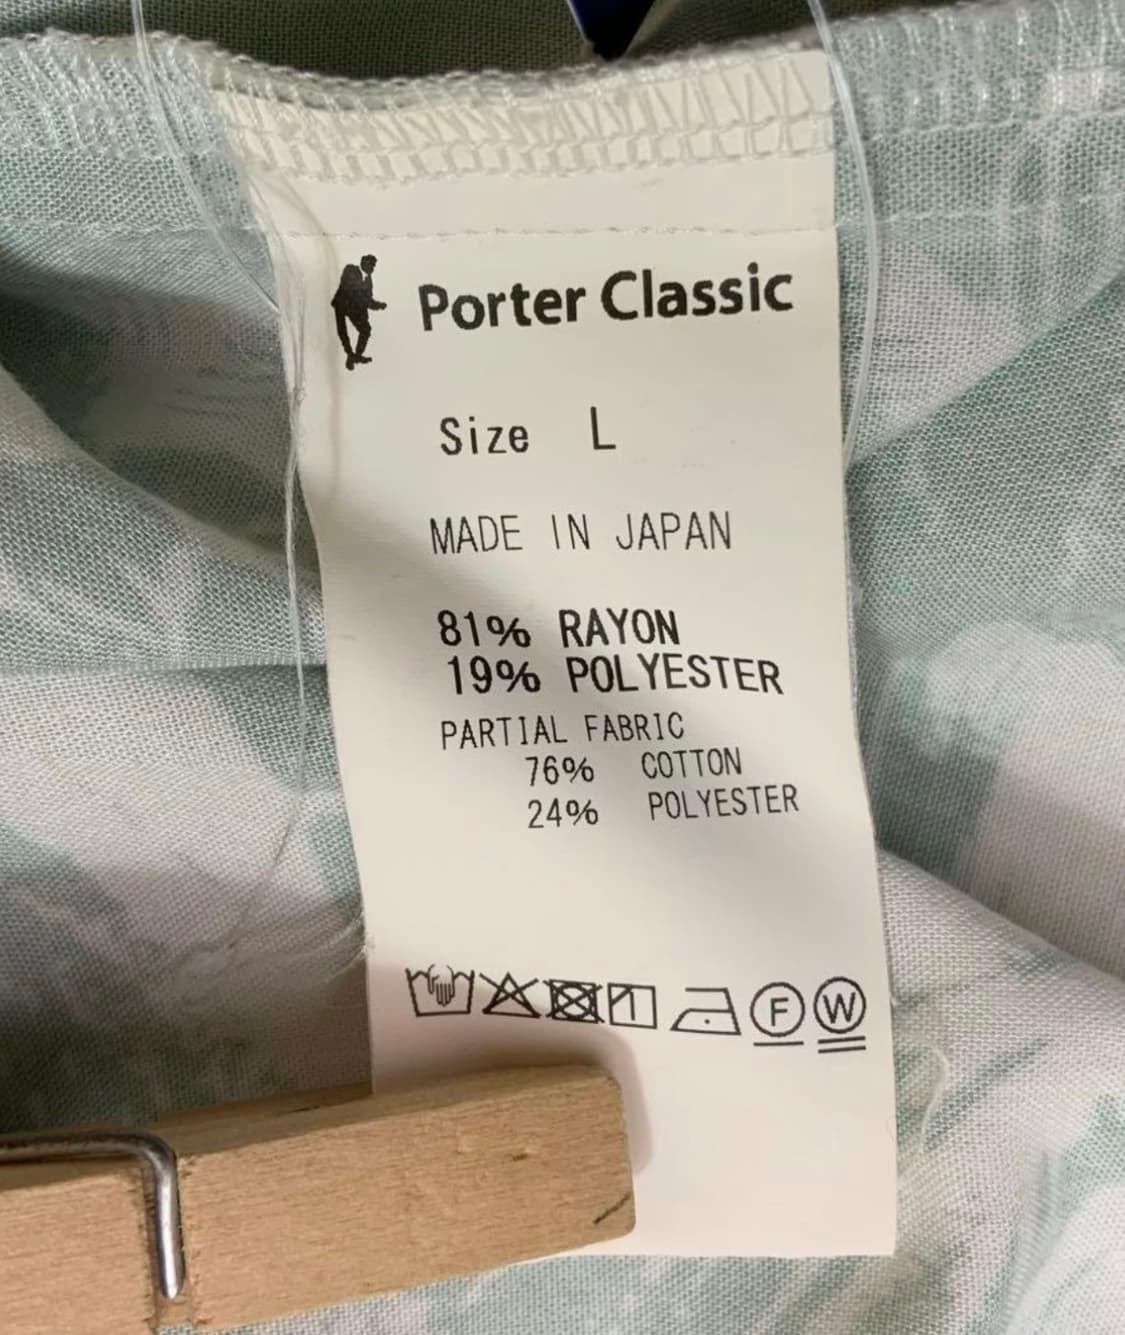 Porter Classic
Size L
MADE IN JAPAN
81% RAYON
19% POLYESTER
PARTIAL FABRIC
76% COTTON
24% POLYESTER
F W